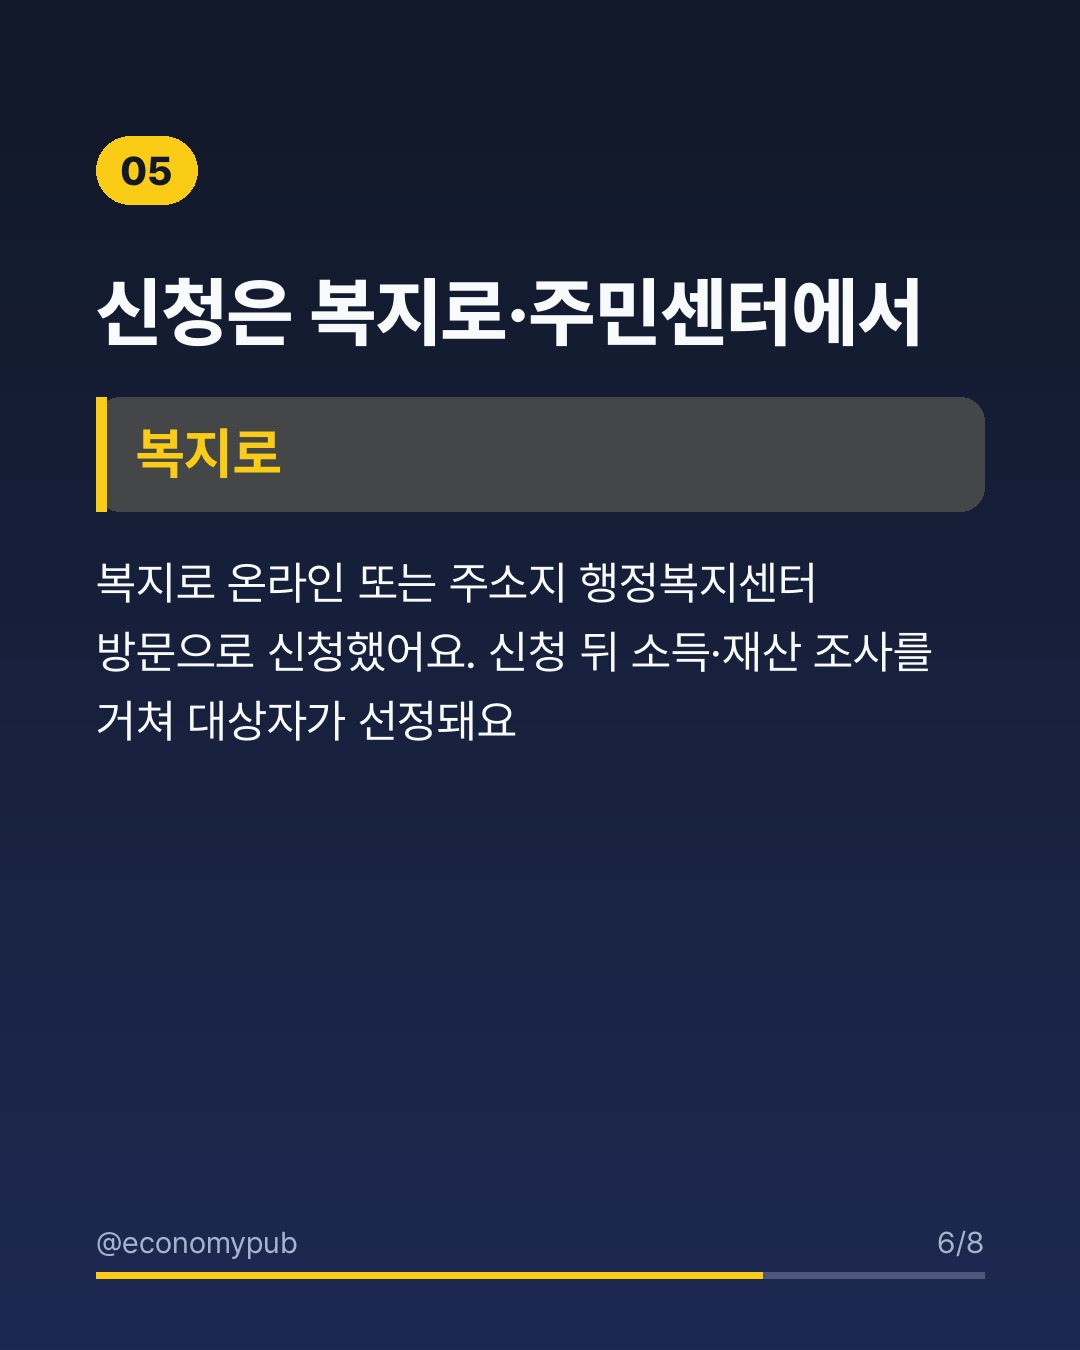 05
신청은 복지로·주민센터에서
복지로
복지로 온라인 또는 주소지 행정복지센터
방문으로 신청했어요. 신청 뒤 소득·재산 조사를
거쳐 대상자가 선정돼요
@economypub
6/8